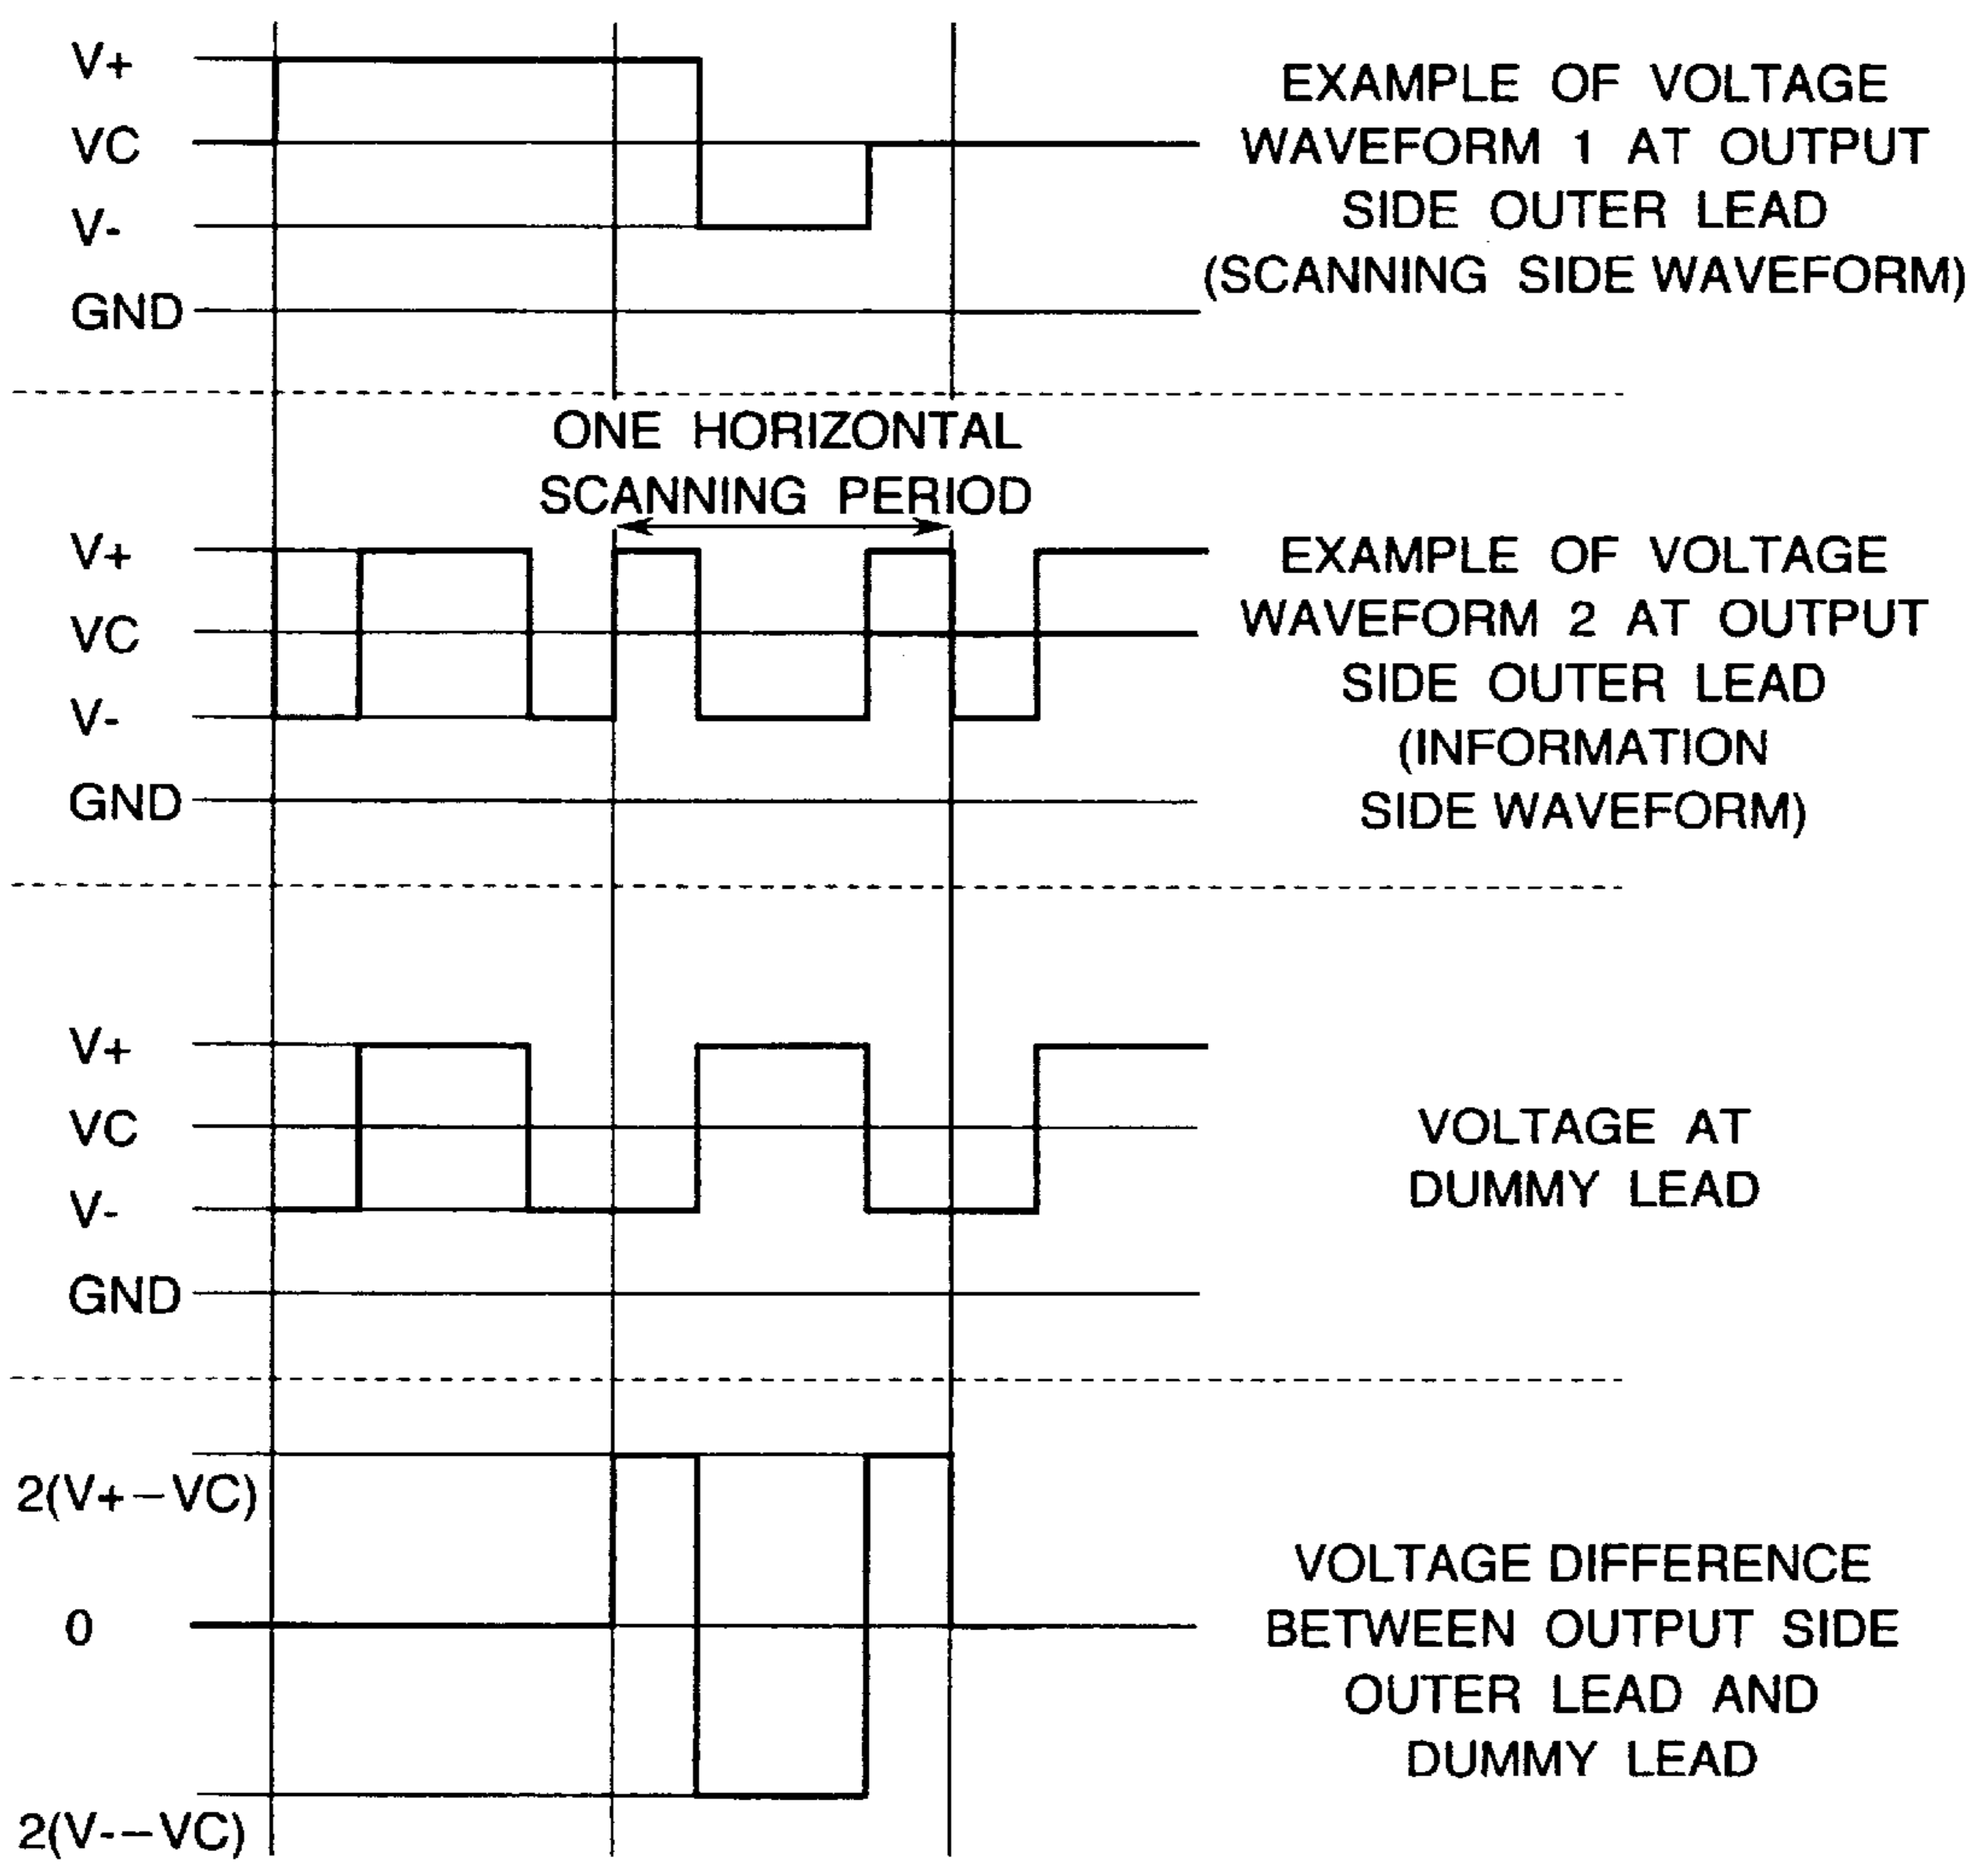 V+
VC
V-
GND
EXAMPLE OF VOLTAGE
WAVEFORM 1 AT OUTPUT
SIDE OUTER LEAD
(SCANNING SIDE WAVEFORM)
ONE HORIZONTAL
SCANNING PERIOD
V+
VC
V-
GND
EXAMPLE OF VOLTAGE
WAVEFORM 2 AT OUTPUT
SIDE OUTER LEAD
(INFORMATION
SIDE WAVEFORM)
V+
VC
V-
GND
VOLTAGE AT
DUMMY LEAD
2(V+−VC)
0
2(V-−VC)
VOLTAGE DIFFERENCE
BETWEEN OUTPUT SIDE
OUTER LEAD AND
DUMMY LEAD